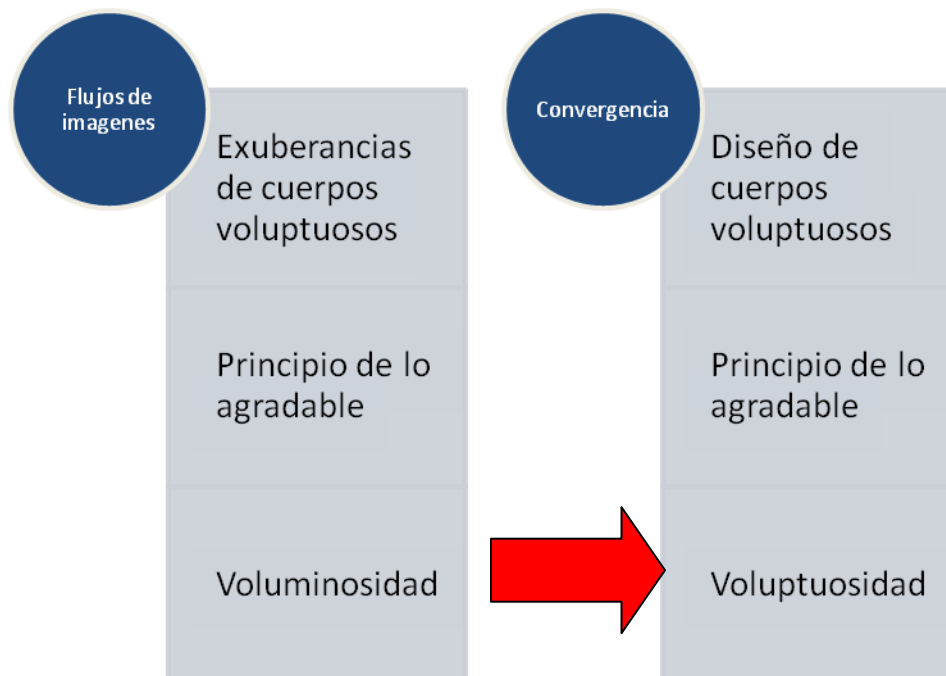 Flujos de
imagenes
Exuberancias
de cuerpos
voluptuosos
Principio de lo
agradable
Voluminosidad
Convergencia
Diseño de
cuerpos
voluptuosos
Principio de lo
agradable
Voluptuosidad